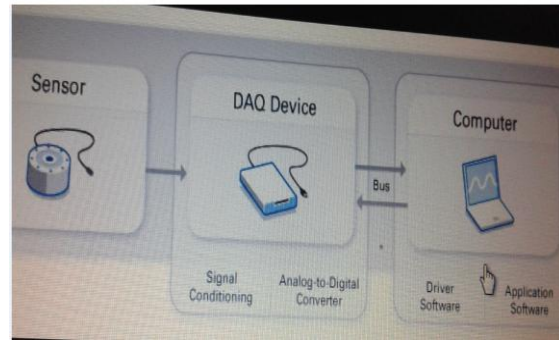 Sensor
DAQ Device
Computer
Bus
Signal
Conditioning
Analog-to-Digital
Converter
Driver
Software
Application
Software